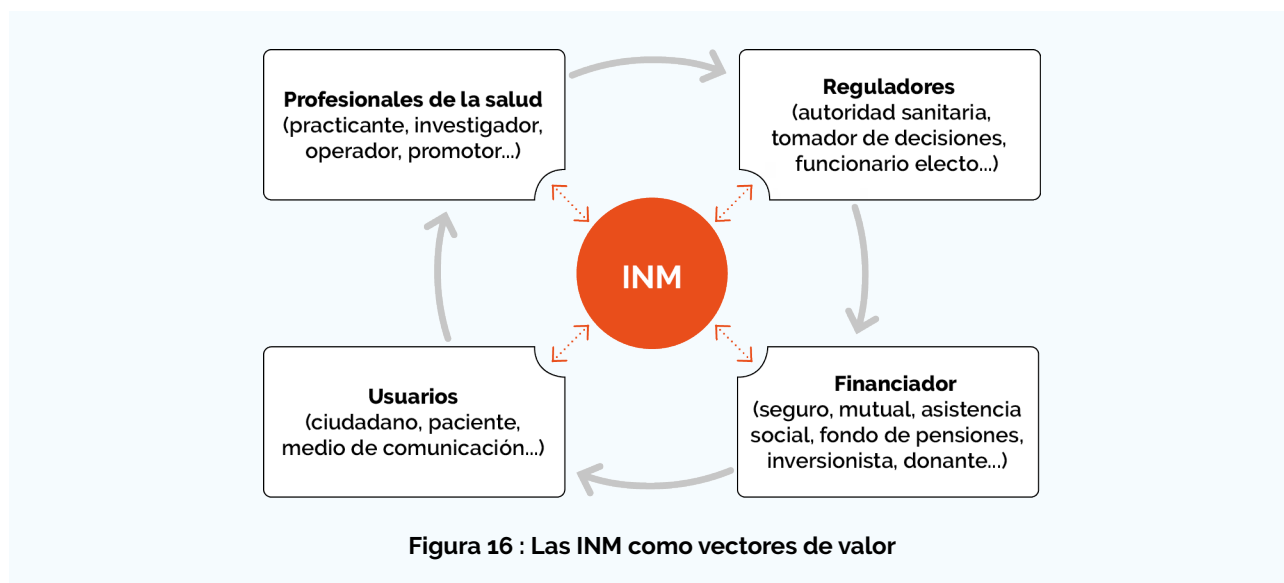 Profesionales de la salud
(practicante, investigador,
operador, promotor...)
Reguladores
(autoridad sanitaria,
tomador de decisiones,
funcionario electo...)
INM
Usuarios
(ciudadano, paciente,
medio de comunicación...)
Financiador
(seguro, mutual, asistencia
social, fondo de pensiones,
inversionista, donante...)
Figura 16 : Las INM como vectores de valor